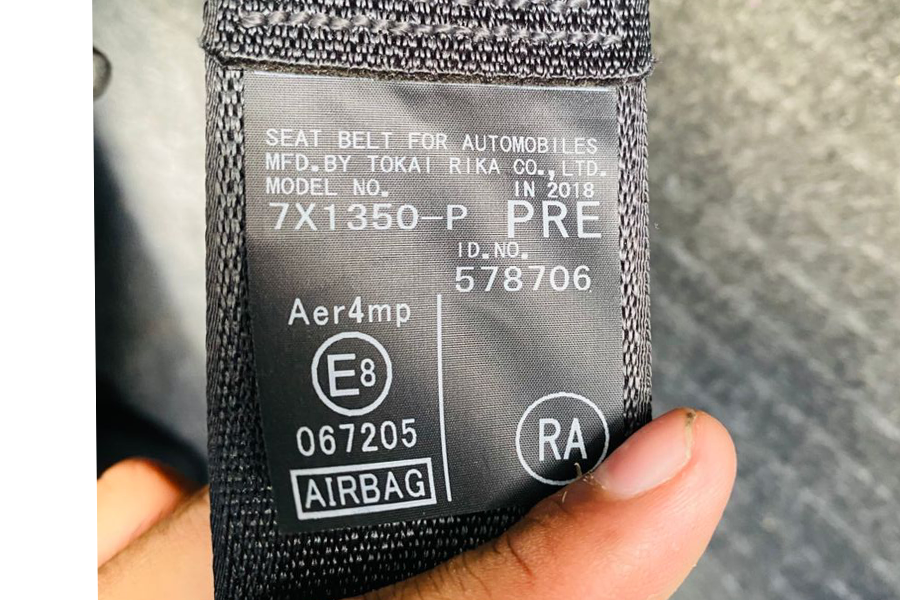 SEAT BELT FOR AUTOMOBILES
MFD.BY TOKAI RIKA CO.,LTD.
MODEL NO. IN 2018
7X1350-P PRE
ID.NO.
578706
Aer4mp
E8
067205
AIRBAG
RA